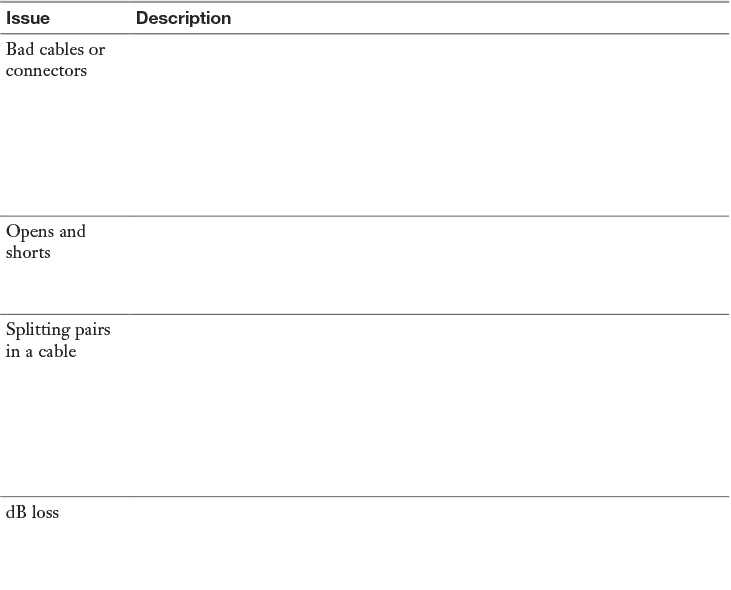 Issue Description
Bad cables or
connectors
Opens and
shorts
Splitting pairs
in a cable
dB loss